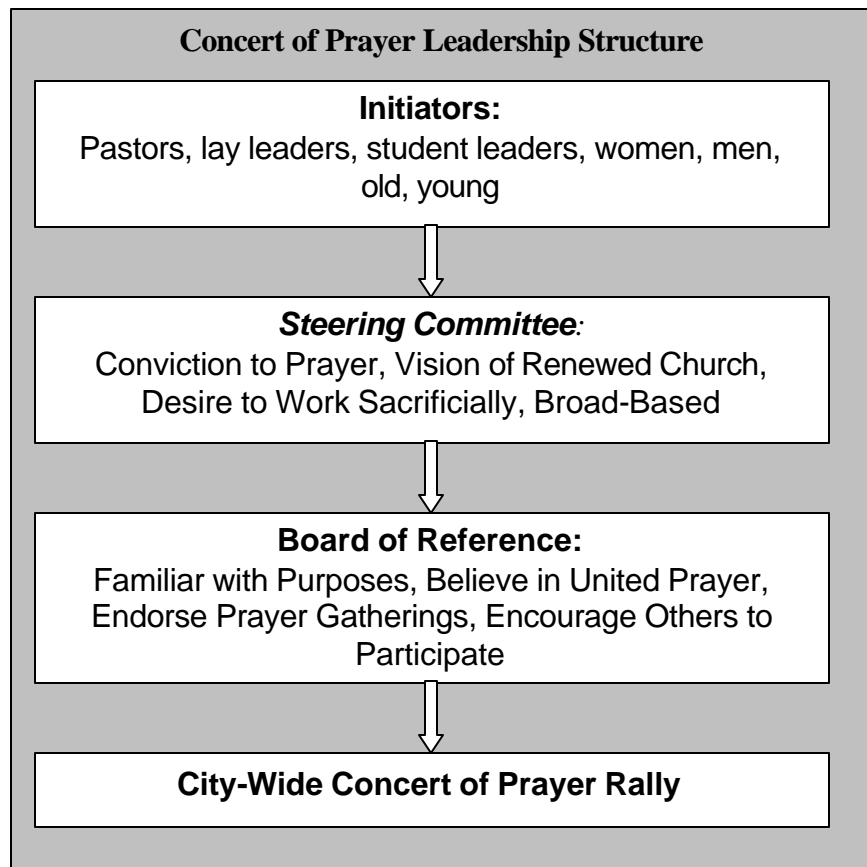 Concert of Prayer Leadership Structure
Initiators:
Pastors, lay leaders, student leaders, women, men,
old, young
Steering Committee:
Conviction to Prayer, Vision of Renewed Church,
Desire to Work Sacrificially, Broad-Based
Board of Reference:
Familiar with Purposes, Believe in United Prayer,
Endorse Prayer Gatherings, Encourage Others to
Participate
City-Wide Concert of Prayer Rally